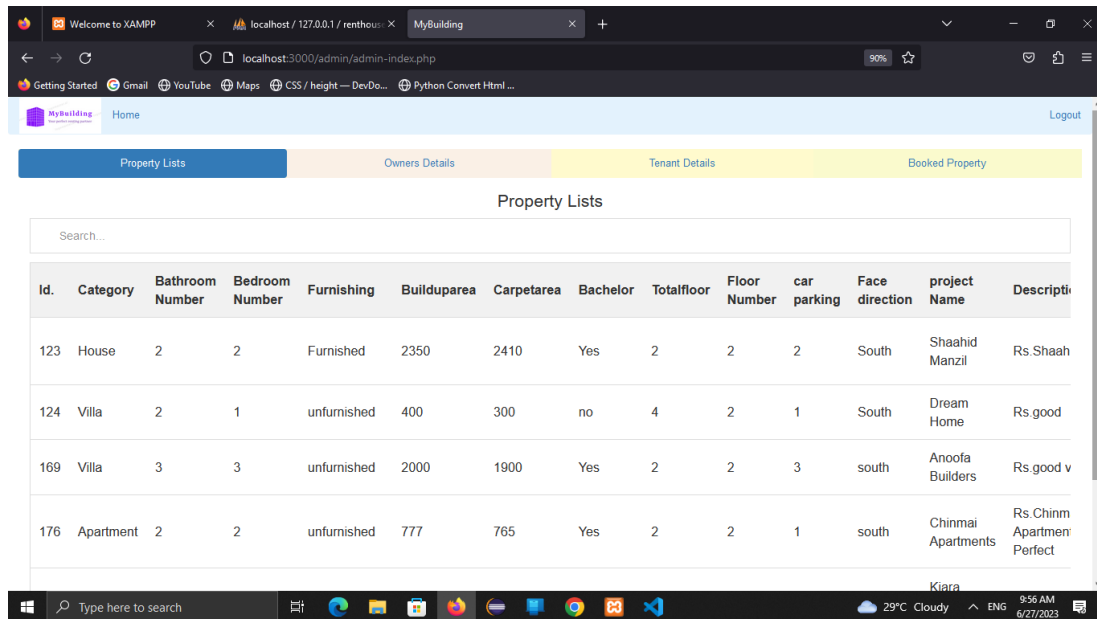 Welcome to XAMPP
localhost / 127.0.0.1 / renthouse
MyBuilding
localhost:3000/admin/admin-index.php
90%
Getting Started Gmail YouTube Maps CSS / height — DevDo... Python Convert Html ...
MyBuilding Home Logout
Property Lists Owners Details Tenant Details Booked Property
Property Lists
Search...
Id. Category Bathroom Number Bedroom Number Furnishing Builduparea Carpetarea Bachelor Totalfloor Floor Number car parking Face direction project Name Descripti
123 House 2 2 Furnished 2350 2410 Yes 2 2 2 South Shaahid Manzil Rs.Shaah
124 Villa 2 1 unfurnished 400 300 no 4 2 1 South Dream Home Rs.good
169 Villa 3 3 unfurnished 2000 1900 Yes 2 2 3 south Anoofa Builders Rs.good v
176 Apartment 2 2 unfurnished 777 765 Yes 2 2 1 south Chinmai Apartments Rs.Chinm Apartment Perfect
Kiara
Type here to search 29°C Cloudy ENG 9:56 AM
6/27/2023